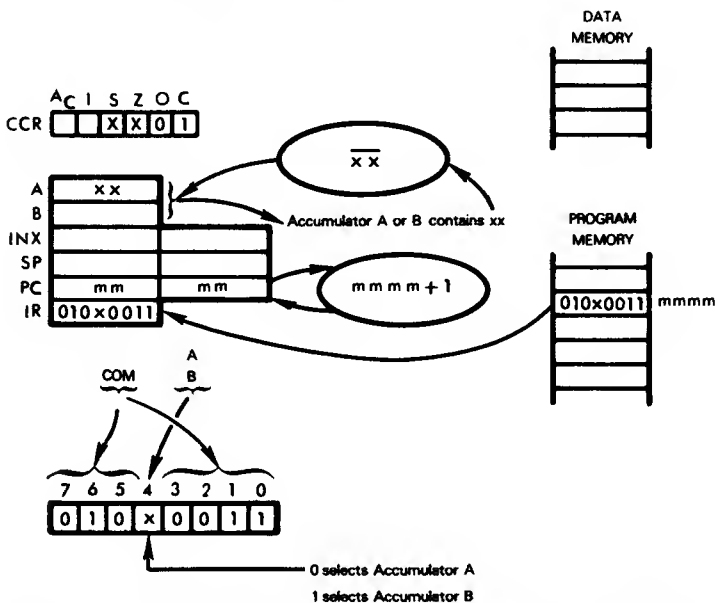 DATA
MEMORY
AC I S Z O C
CCR X X 0 1
x x
A x x
B
Accumulator A or B contains xx
INX
SP
PC mm mm
mmmm + 1
IR 010x0011
PROGRAM
MEMORY
010x0011 mmmm
COM
A
B
7 6 5 4 3 2 1 0
0 1 0 x 0 0 1 1
0 selects Accumulator A
1 selects Accumulator B